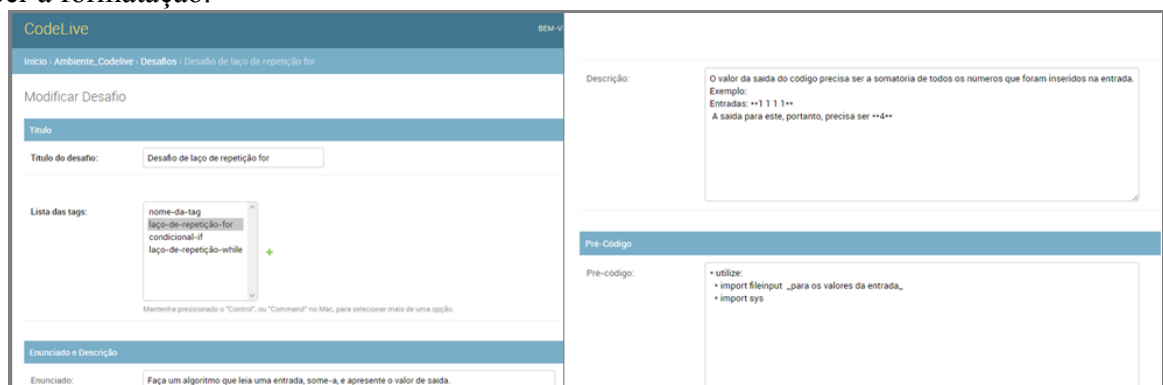 CodeLive
BEM-V
Início › Ambiente_Codelive › Desafios › Desafio de laço de repetição for
Modificar Desafio
Título
Título do desafio:
Desafio de laço de repetição for
Lista das tags:
nome-da-tag
laço-de-repetição-for
condicional-if
laço-de-repetição-while
Mantenha pressionado o "Control", ou "Command" no Mac, para selecionar mais de uma opção.
Enunciado e Descrição
Enunciado:
Faça um algoritmo que leia uma entrada, some-a, e apresente o valor de saida.
Descrição:
O valor da saida do codigo precisa ser a somatoria de todos os números que foram inseridos na entrada.
Exemplo:
Entradas: **1 1 1 1**
A saida para este, portanto, precisa ser **4**
Pré-Código
Pre-codigo:
* utilize:
* import fileinput _para os valores da entrada_
* import sys